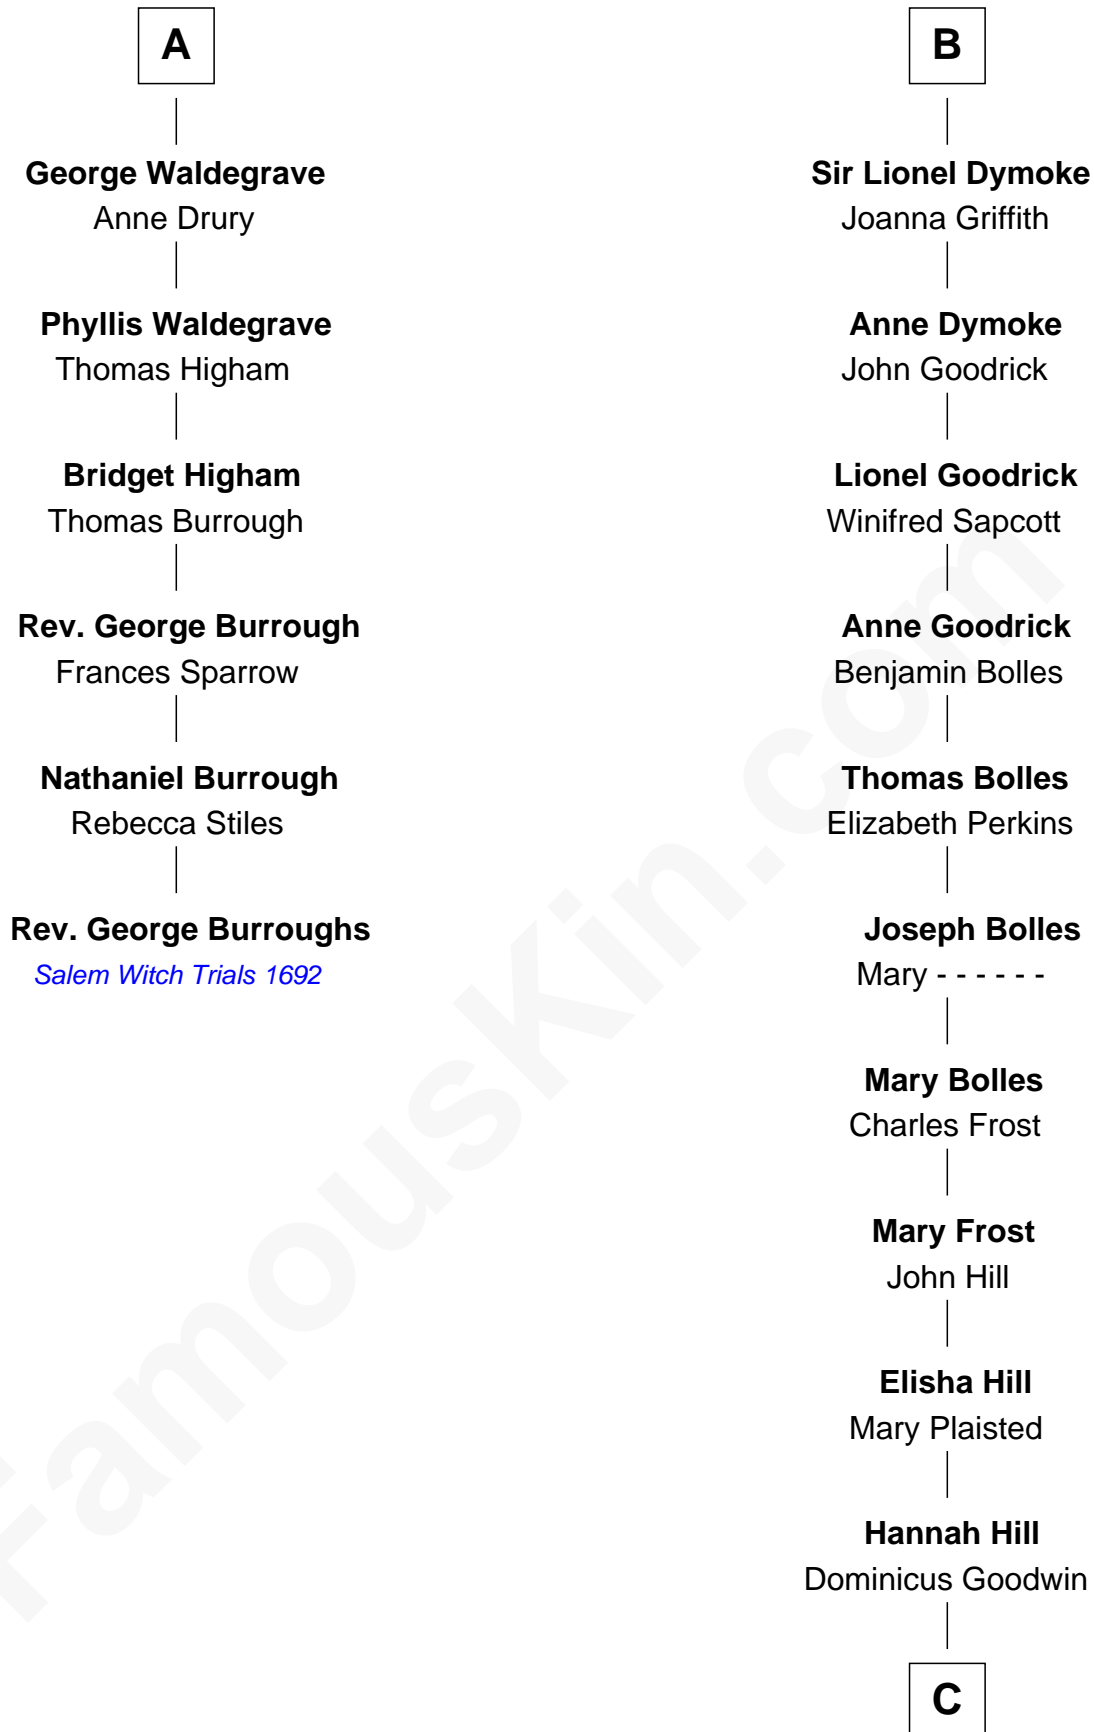 A
George Waldegrave
Anne Drury
Phyllis Waldegrave
Thomas Higham
Bridget Higham
Thomas Burrough
Rev. George Burrough
Frances Sparrow
Nathaniel Burrough
Rebecca Stiles
Rev. George Burroughs
Salem Witch Trials 1692
B
Sir Lionel Dymoke
Joanna Griffith
Anne Dymoke
John Goodrick
Lionel Goodrick
Winifred Sapcott
Anne Goodrick
Benjamin Bolles
Thomas Bolles
Elizabeth Perkins
Joseph Bolles
Mary - - - - - -
Mary Bolles
Charles Frost
Mary Frost
John Hill
Elisha Hill
Mary Plaisted
Hannah Hill
Dominicus Goodwin
C
FamousKin.com